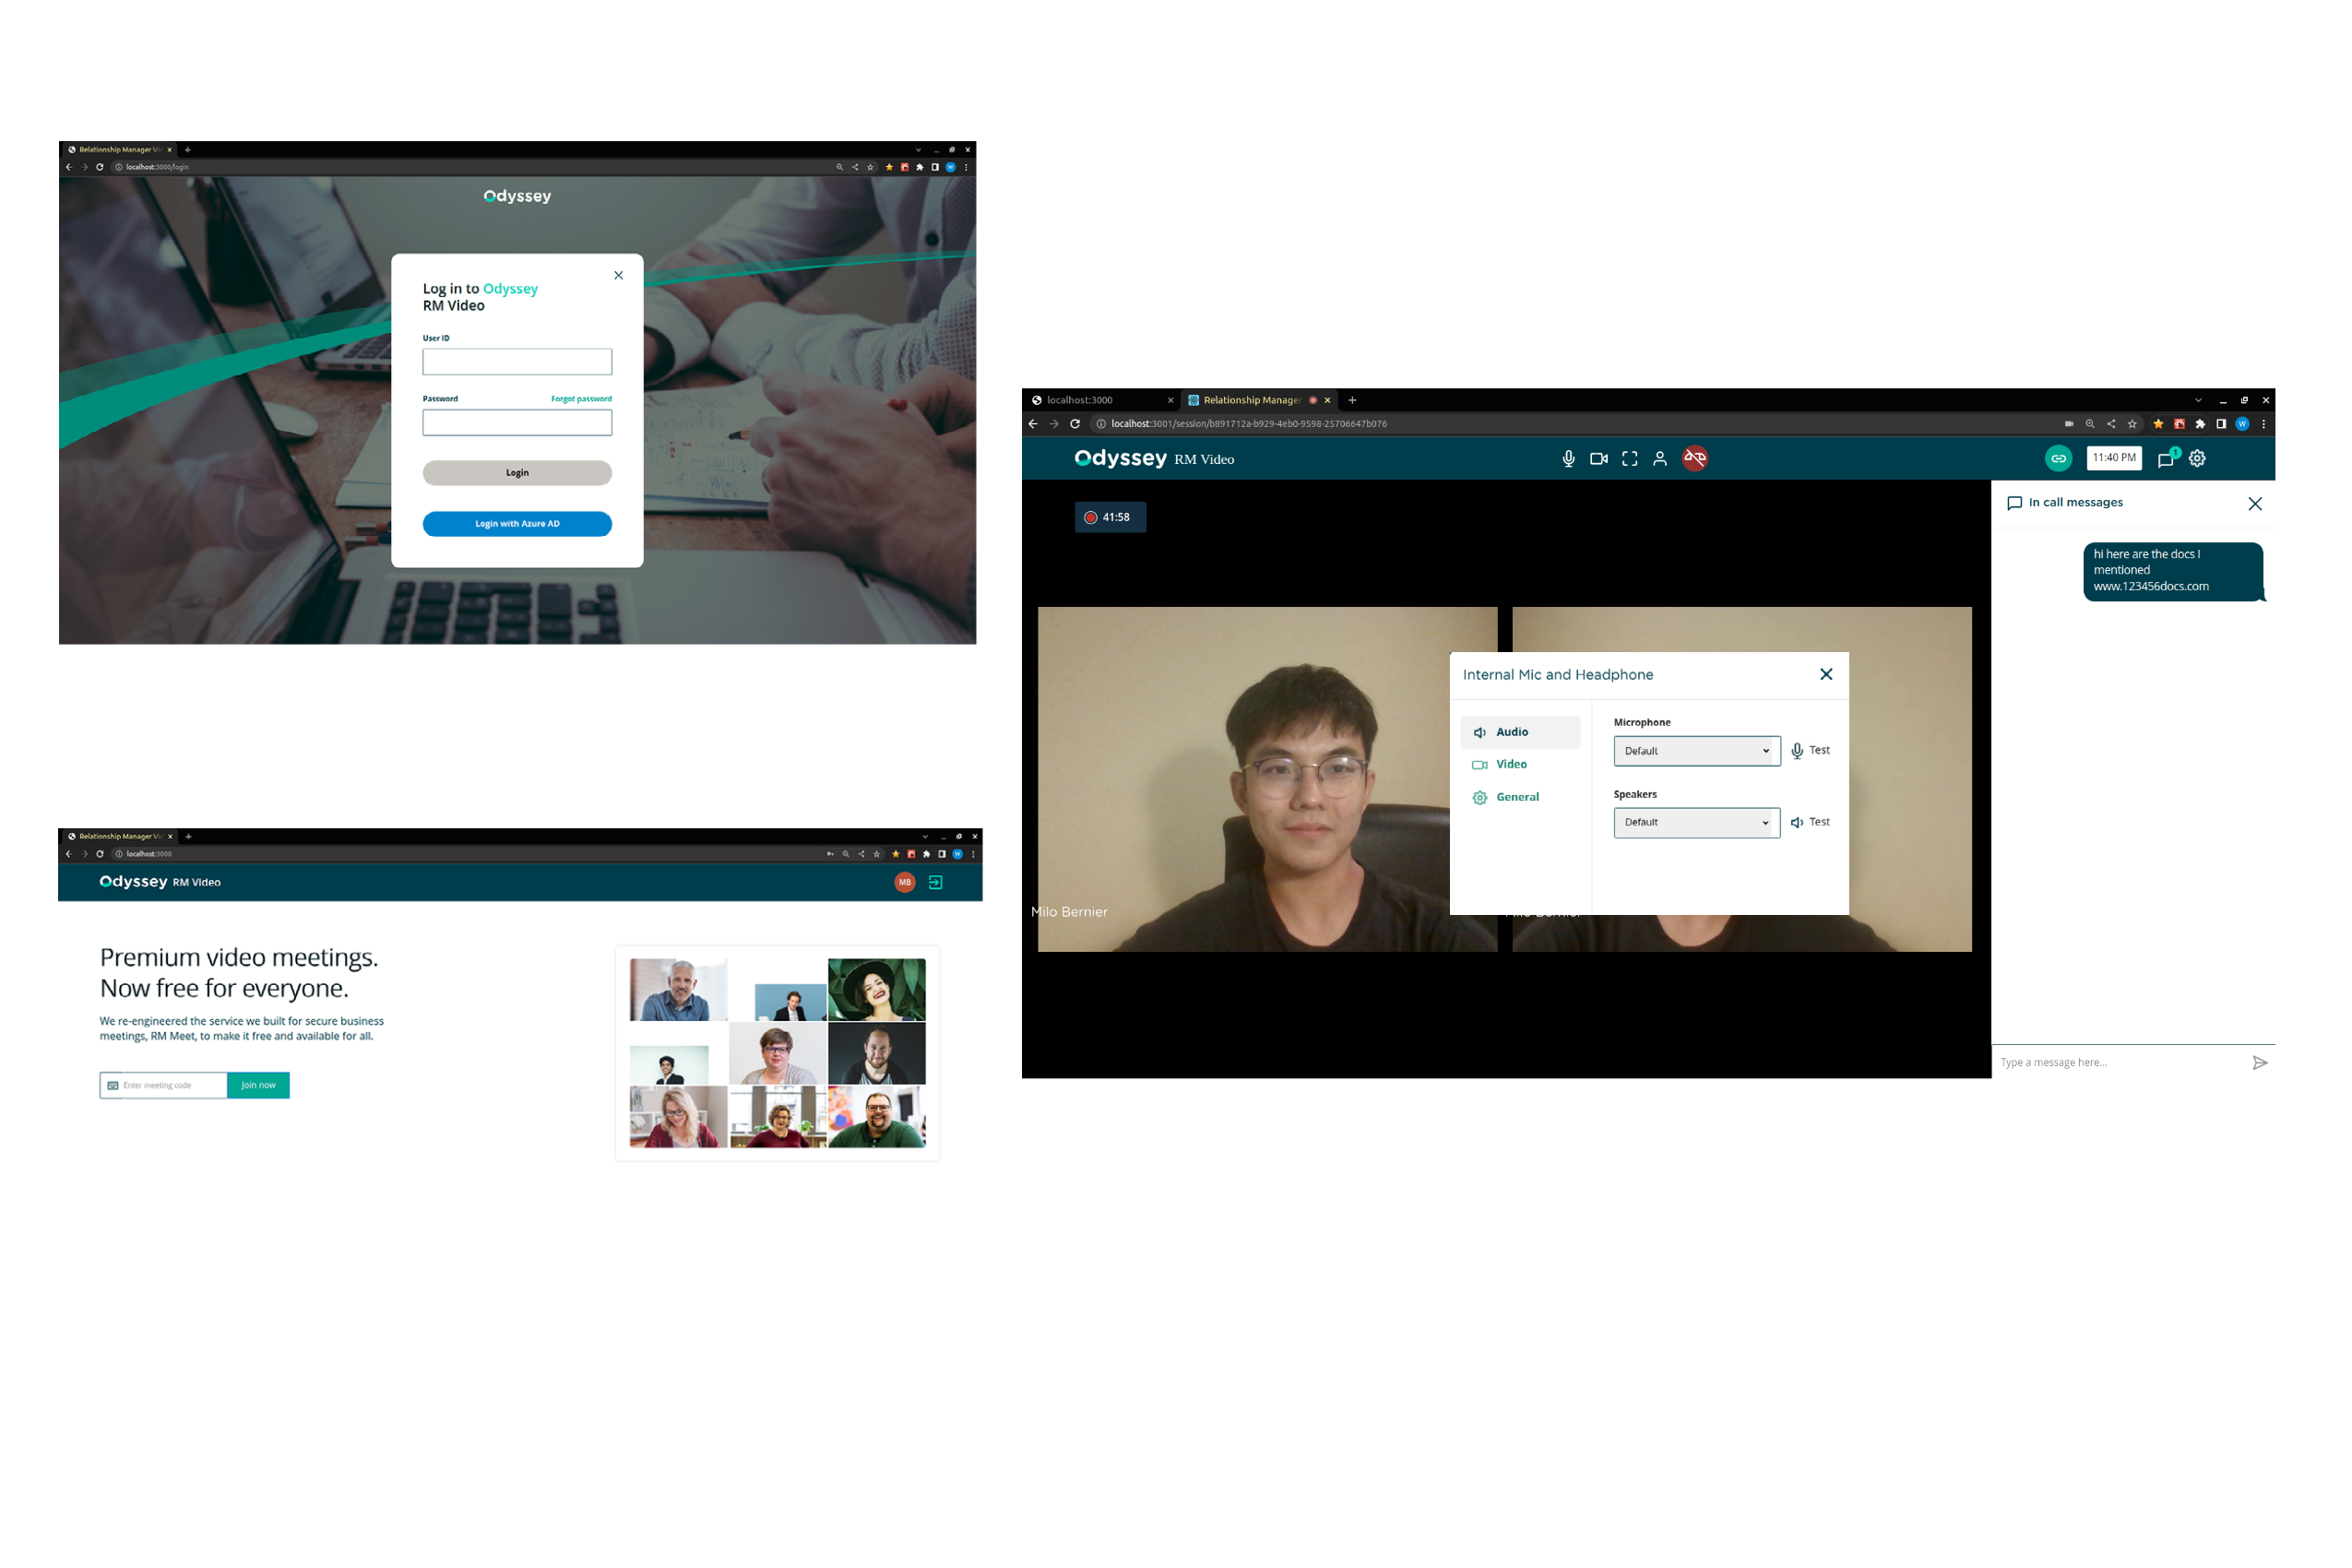 Relationship Manager Vi
localhost:3000/login
W
Odyssey
Log in to Odyssey
RM Video
User ID
Password Forgot password
Login
Login with Azure AD
Relationship Manager Vi
localhost:3000
W
Odyssey RM Video
MB
Premium video meetings.
Now free for everyone.
We re-engineered the service we built for secure business
meetings, RM Meet, to make it free and available for all.
Enter meeting code Join now
localhost:3000 Relationship Manager
localhost:3001/session/b891712a-b929-4eb0-9598-25706647b076
W
Odyssey RM Video
11:40 PM 1
41:58
In call messages
hi here are the docs I
mentioned
www.123456docs.com
Internal Mic and Headphone
Audio
Video
General
Microphone
Default Test
Speakers
Default Test
Milo Bernier
Type a message here...